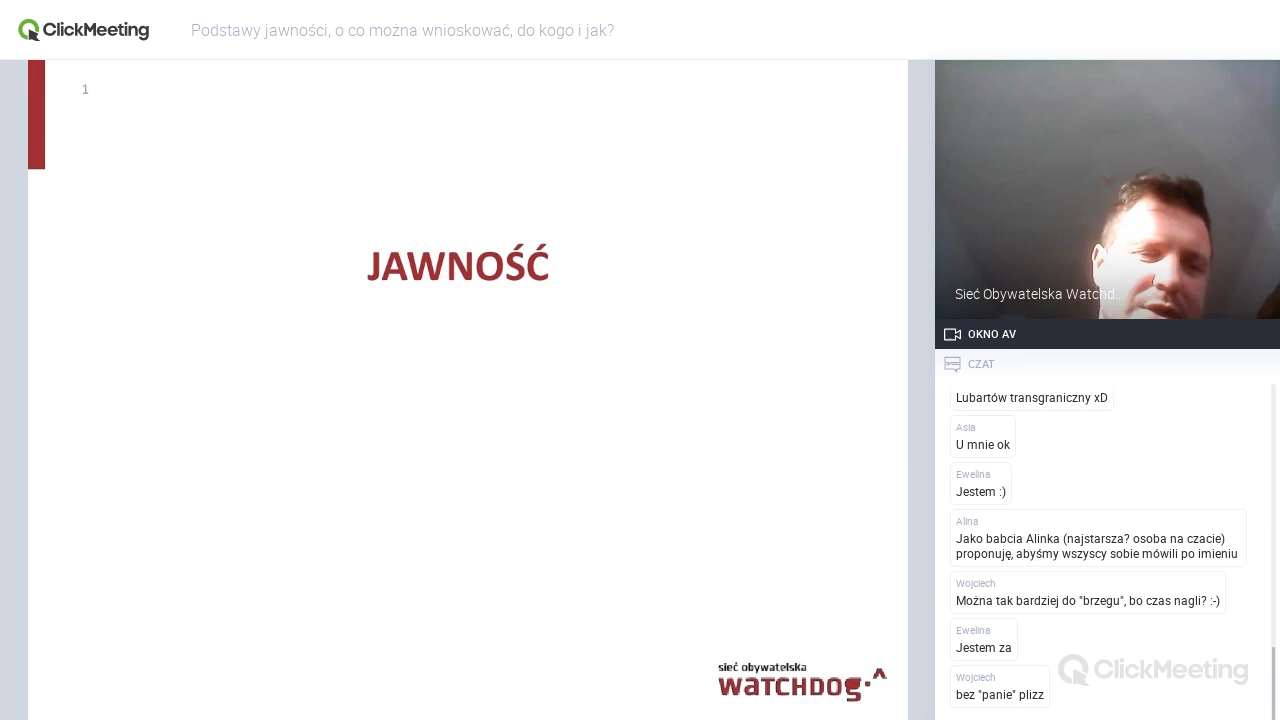 ClickMeeting
Podstawy jawności, o co można wnioskować, do kogo i jak?
1
JAWNOŚĆ
sieć obywatelska
WATCHDOG
Sieć Obywatelska Watchd...
OKNO AV
CZAT
Lubartów transgraniczny xD
Asia
U mnie ok
Ewelina
Jestem :)
Alina
Jako babcia Alinka (najstarsza? osoba na czacie)
proponuję, abyśmy wszyscy sobie mówili po imieniu
Wojciech
Można tak bardziej do "brzegu", bo czas nagli? :-)
Ewelina
Jestem za
Wojciech
bez "panie" plizz
ClickMeeting